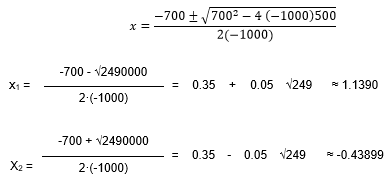 x = -700 ± √700² - 4 (-1000)500
2(-1000)
-700 - √2490000
x₁ = = 0.35 + 0.05 √249 ≈ 1.1390
2·(-1000)
-700 + √2490000
X₂ = = 0.35 - 0.05 √249 ≈ -0.43899
2·(-1000)